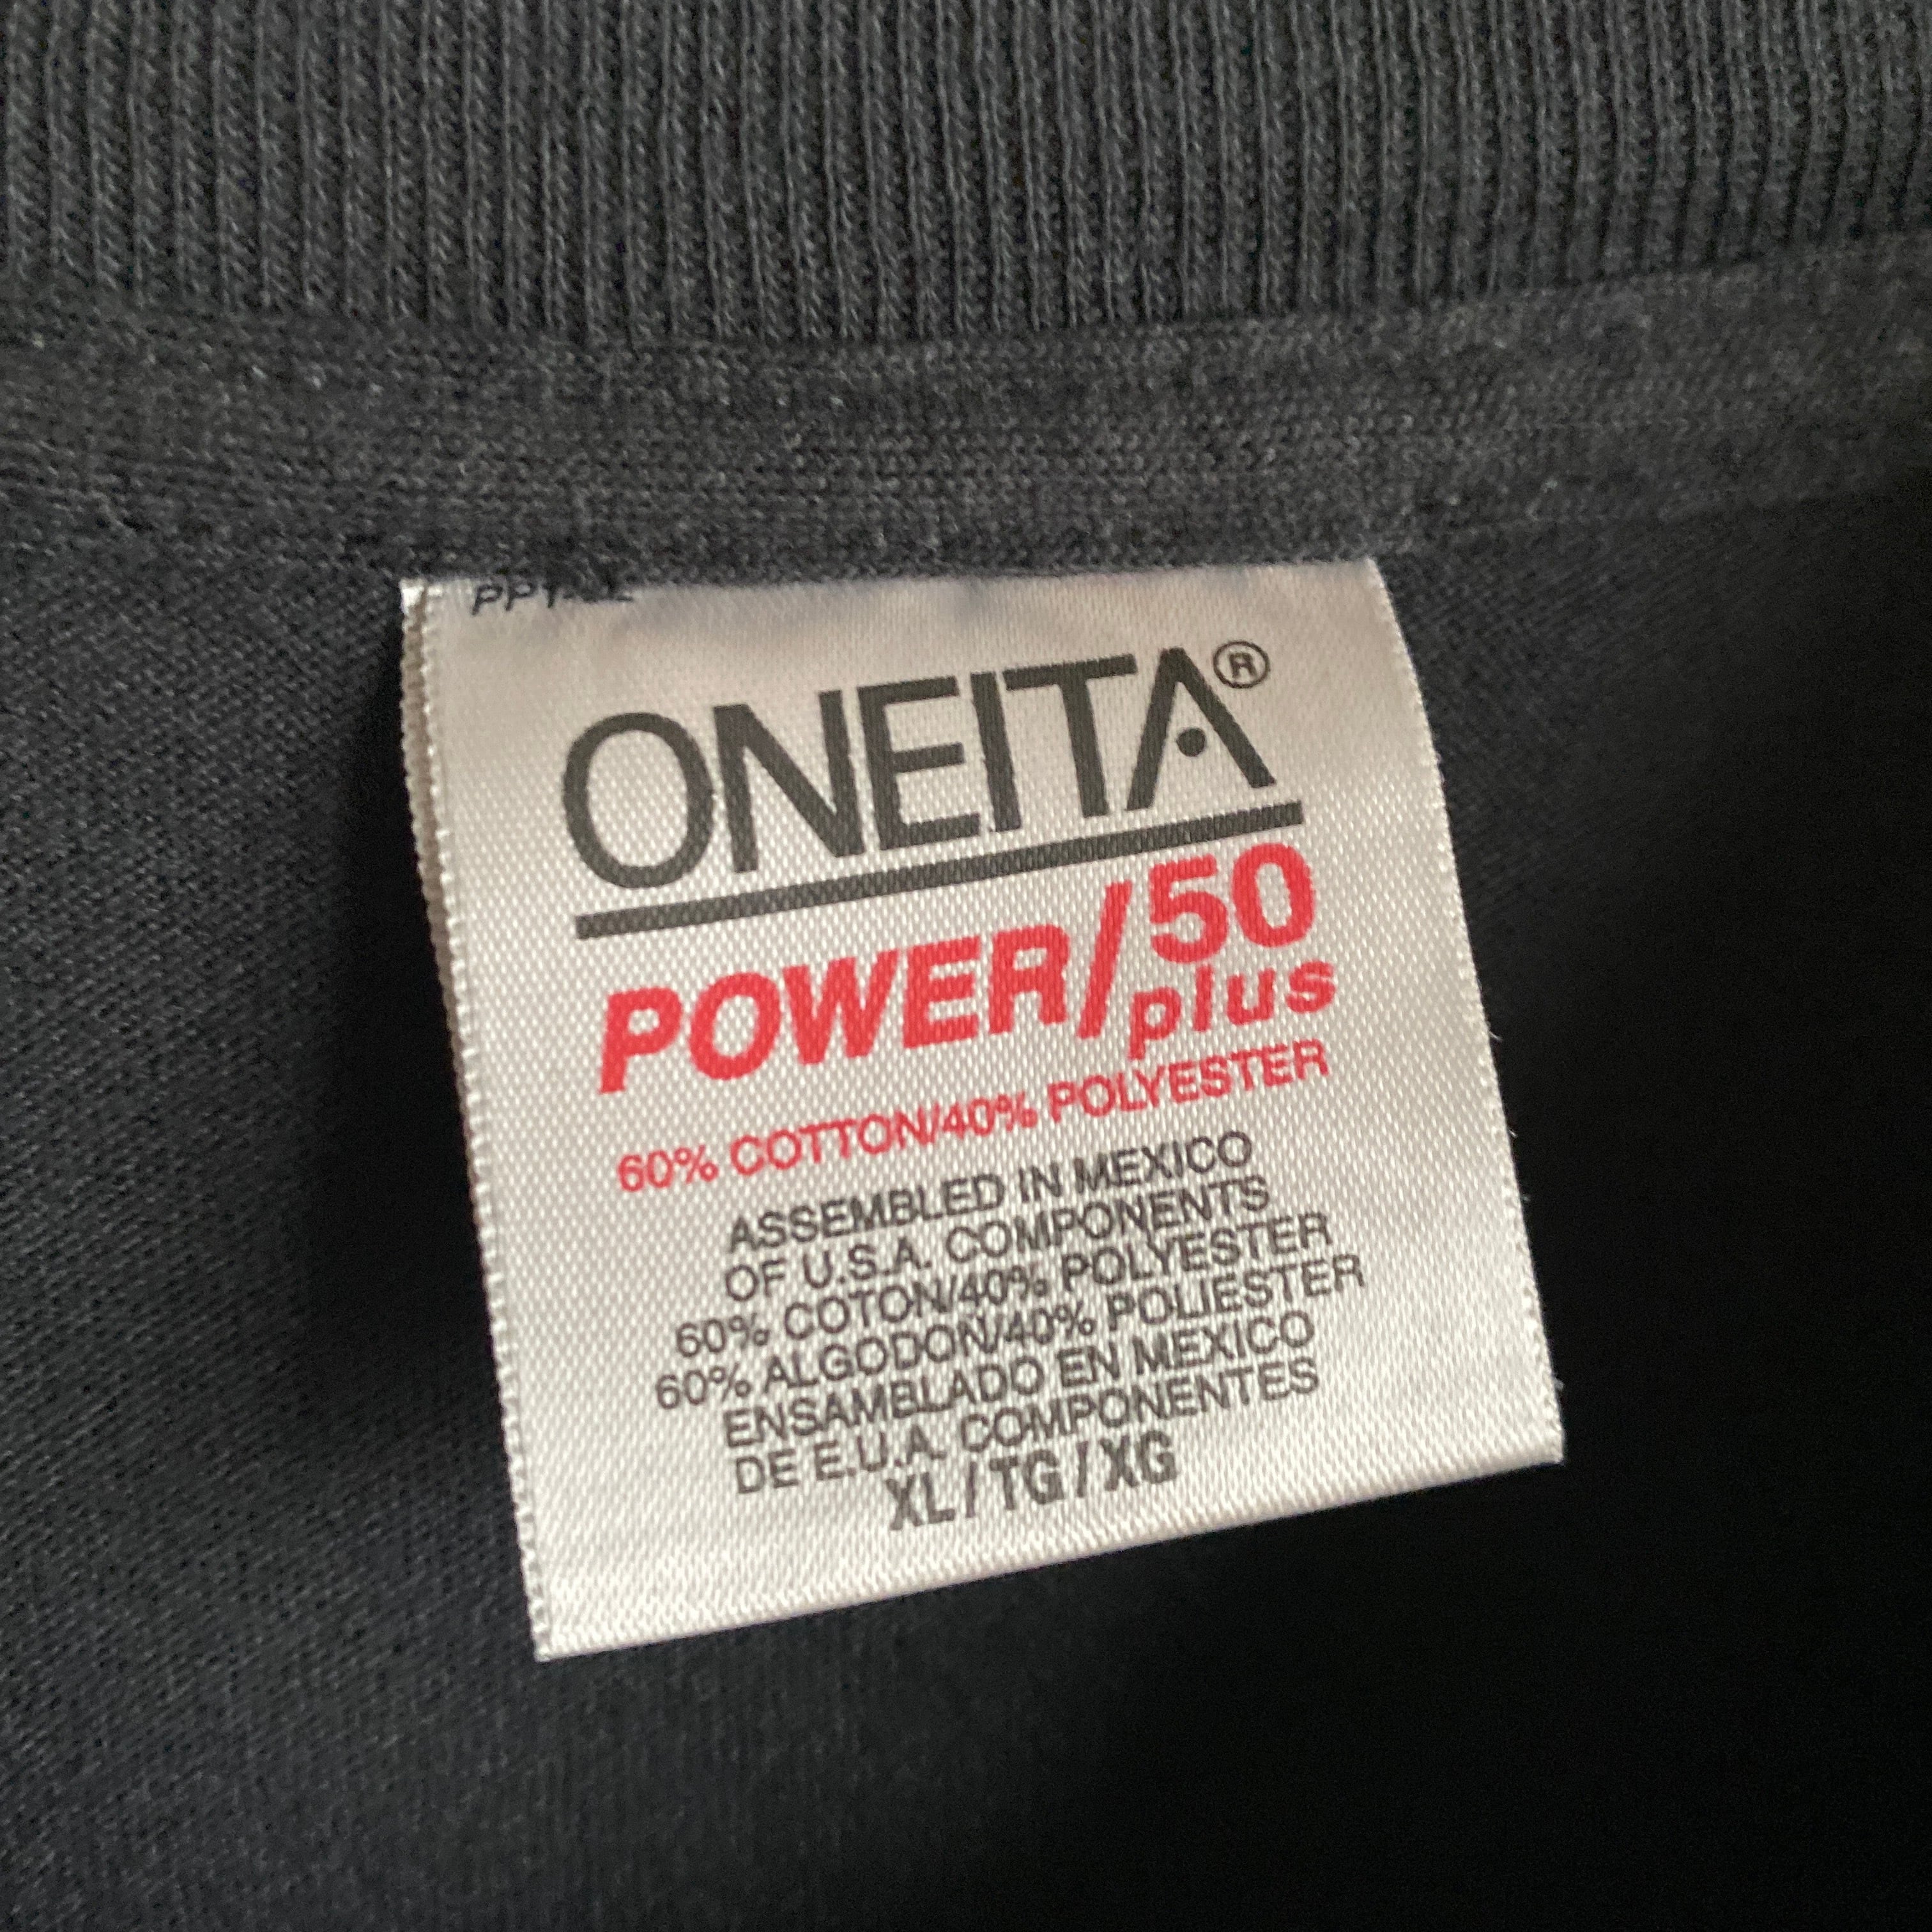 ONEITA®
POWER/50
plus
60% COTTON/40% POLYESTER
ASSEMBLED IN MEXICO
OF U.S.A. COMPONENTS
60% COTON/40% POLYESTER
60% ALGODON/40% POLIESTER
ENSAMBLADO EN MEXICO
DE E.U.A. COMPONENTES
XL/TG/XG